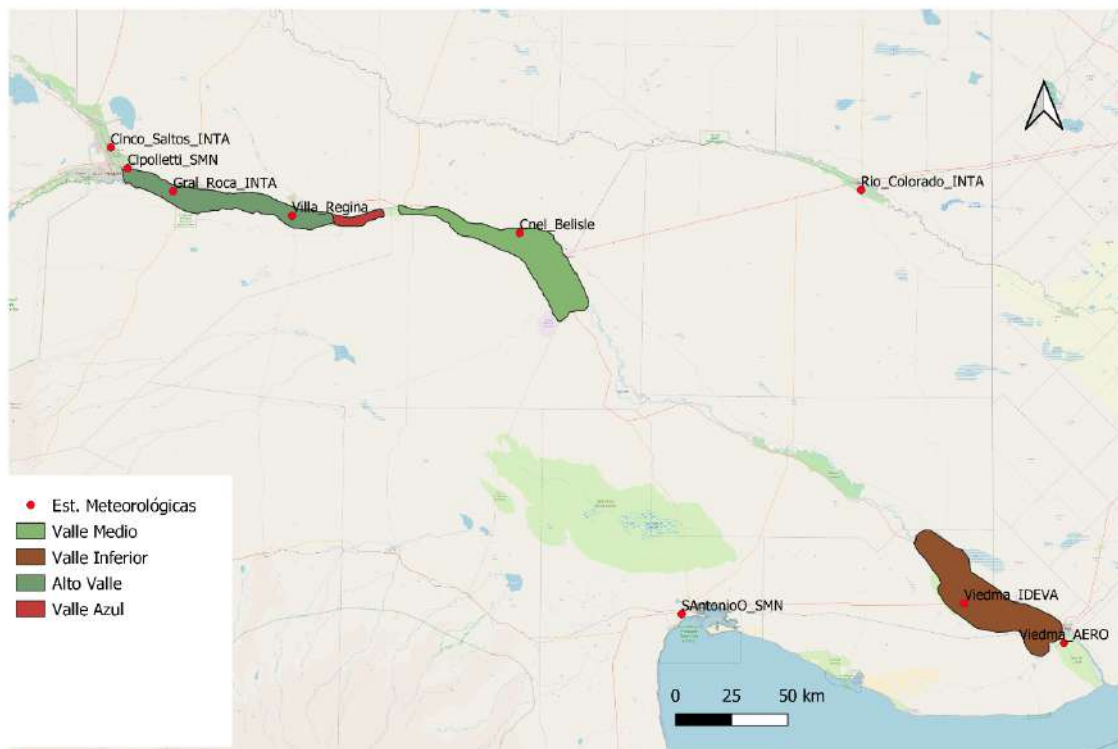 Cinco_Saltos_INTA
Cipolletti_SMN
Gral_Roca_INTA
Villa_Regina
Cnel_Belisle
Rio_Colorado_INTA
Est. Meteorológicas
Valle Medio
Valle Inferior
Alto Valle
Valle Azul
SAntonioO_SMN
Viedma_IDEVA
Viedma_AERO
0 25 50 km